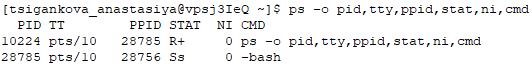 [tsigankova_anastasiya@vpsj3IeQ ~]$ ps -o pid,tty,ppid,stat,ni,cmd
  PID TT        PPID STAT  NI CMD
10224 pts/10   28785 R+     0 ps -o pid,tty,ppid,stat,ni,cmd
28785 pts/10   28756 Ss     0 -bash